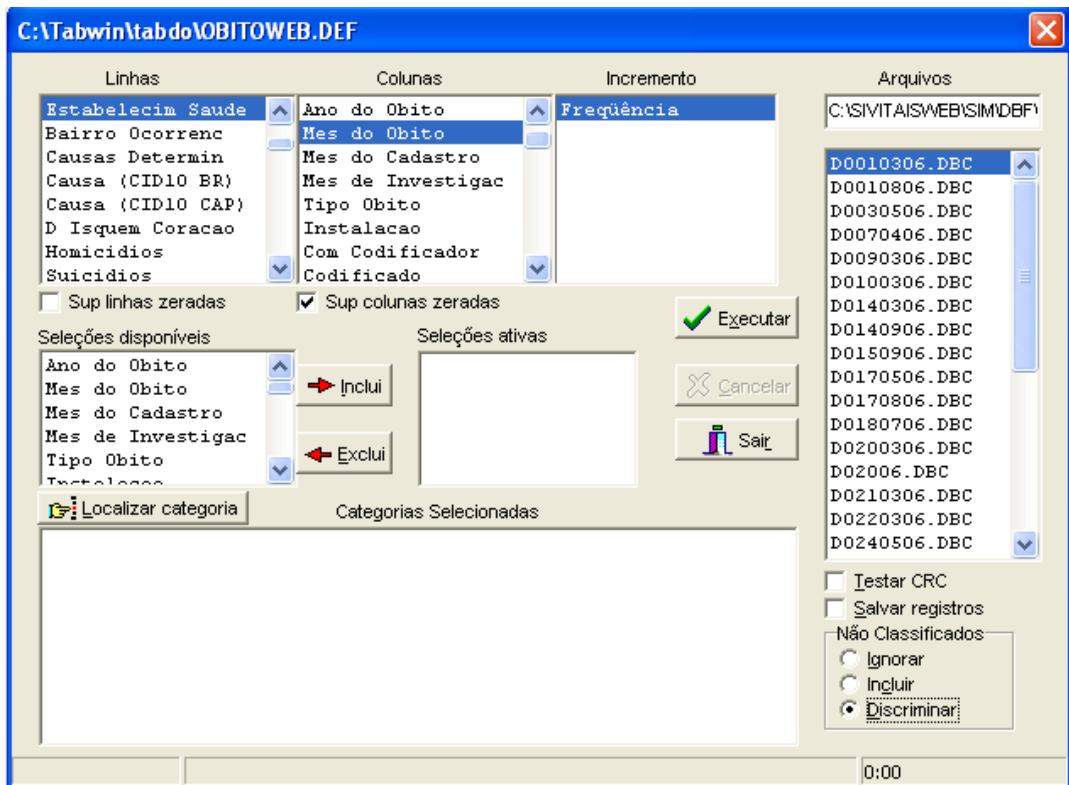 C:\Tabwin\tabdo\OBITOWEB.DEF
Linhas
Estabelecim Saude
Bairro Ocorrenc
Causas Determin
Causa (CID10 BR)
Causa (CID10 CAP)
D Isquem Coracao
Homicidios
Suicidios
Sup linhas zeradas
Colunas
Ano do Obito
Mes do Obito
Mes do Cadastro
Mes de Investigac
Tipo Obito
Instalacao
Com Codificador
Codificado
Sup colunas zeradas
Incremento
Freqüência
Executar
Cancelar
Sair
Seleções disponíveis
Ano do Obito
Mes do Obito
Mes do Cadastro
Mes de Investigac
Tipo Obito
Instalacao
Inclui
Exclui
Seleções ativas
Localizar categoria
Categorias Selecionadas
Arquivos
C:\SIVITAISWEB\SIM\DBF\
D0010306.DBC
D0010806.DBC
D0030506.DBC
D0070406.DBC
D0090306.DBC
D0100306.DBC
D0140306.DBC
D0140906.DBC
D0150906.DBC
D0170506.DBC
D0170806.DBC
D0180706.DBC
D0200306.DBC
D02006.DBC
D0210306.DBC
D0220306.DBC
D0240506.DBC
Testar CRC
Salvar registros
Não Classificados
Ignorar
Incluir
Discriminar
0:00